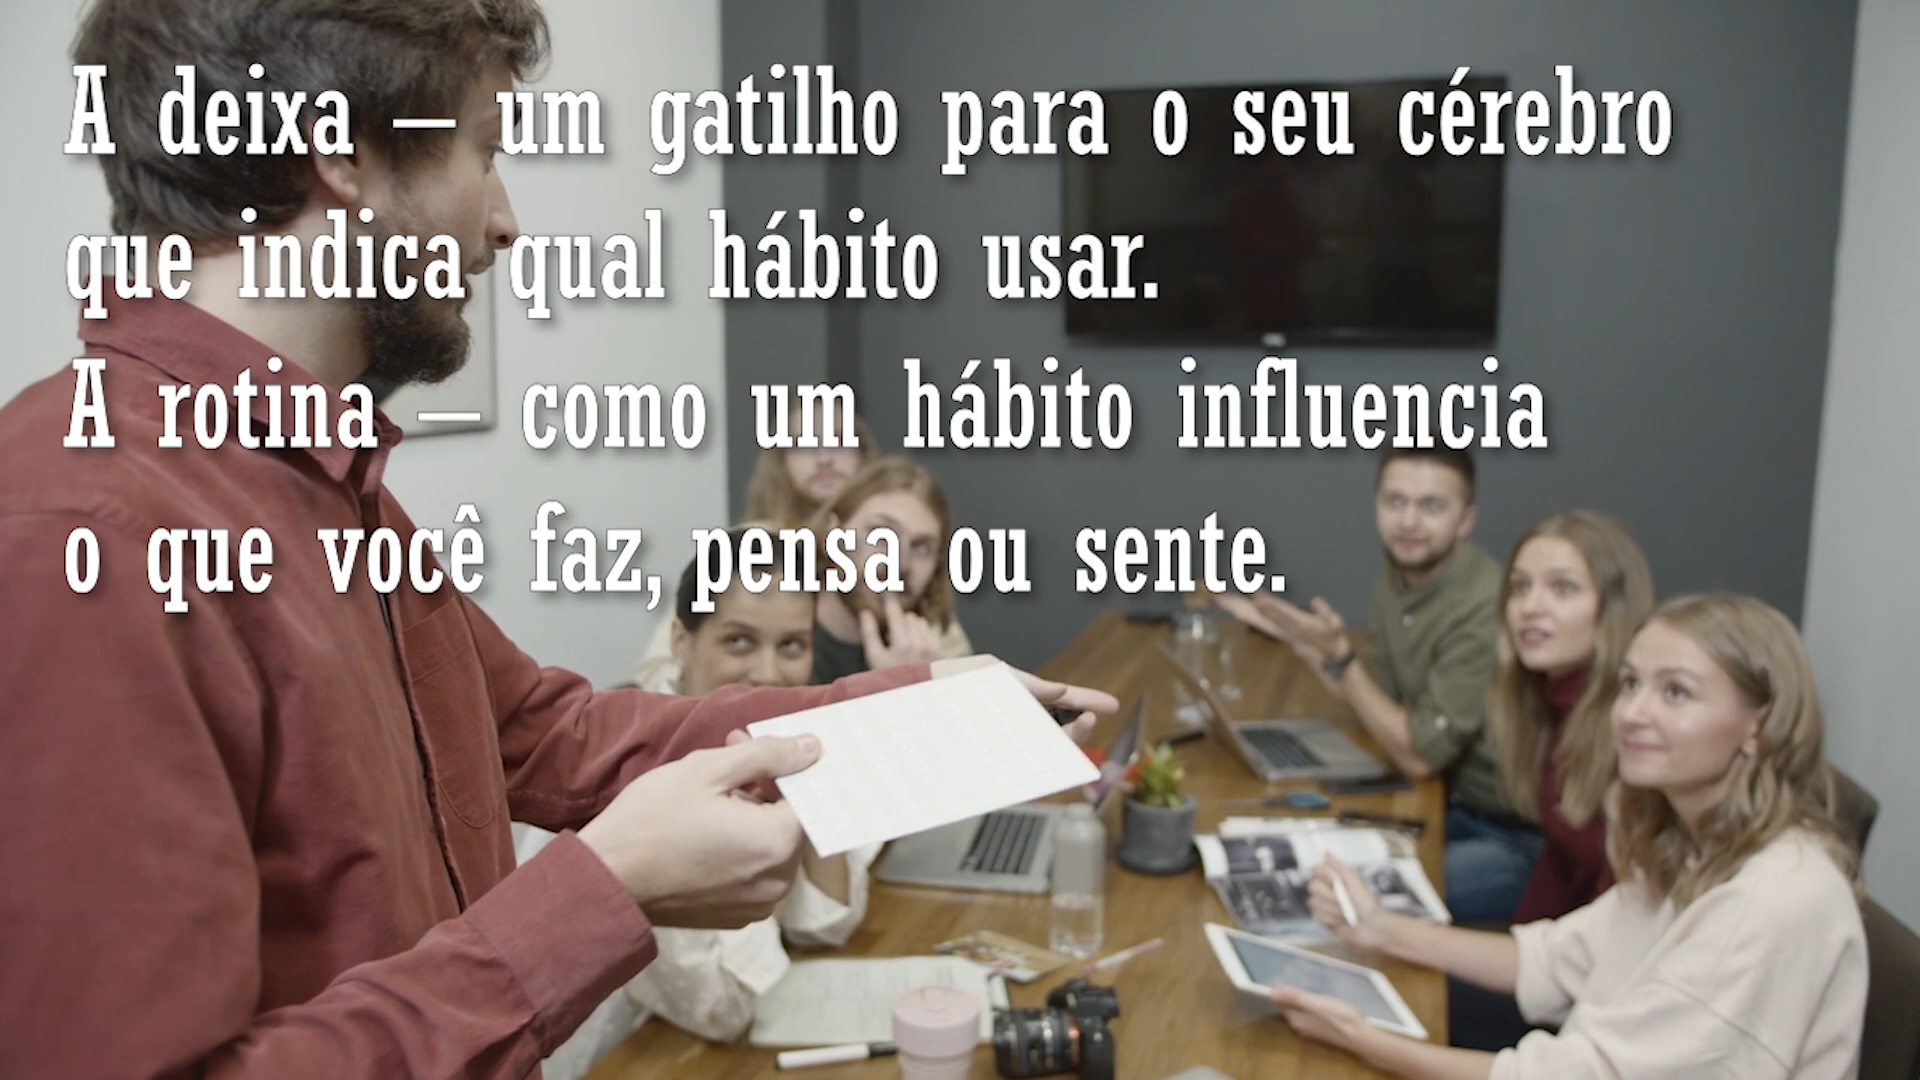 A deixa – um gatilho para o seu cérebro
que indica qual hábito usar.
A rotina – como um hábito influencia
o que você faz, pensa ou sente.